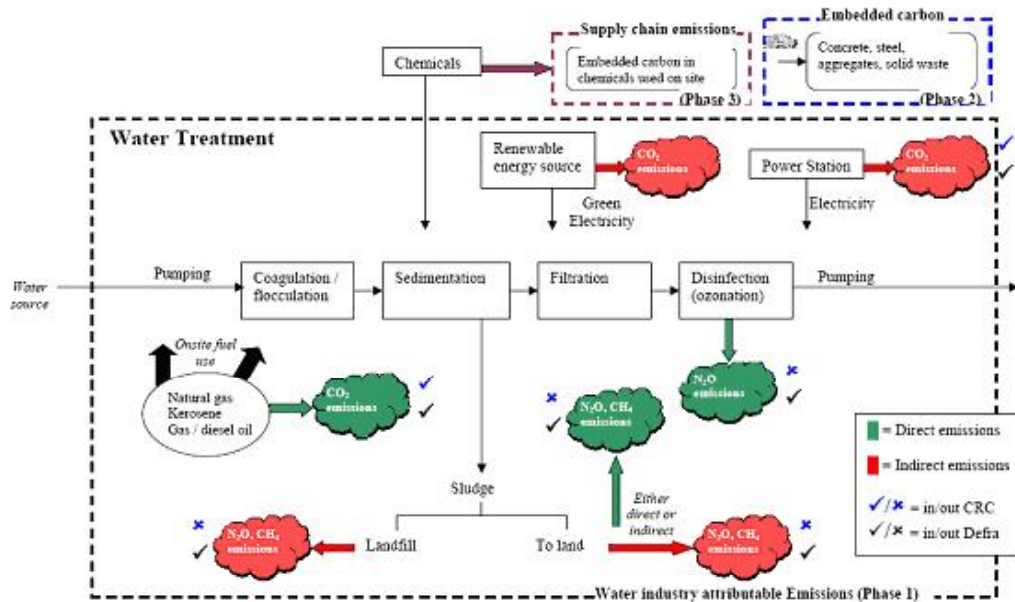 Supply chain emissions
Embedded carbon in
chemicals used on site
(Phase 3)
Embedded carbon
Concrete, steel,
aggregates, solid waste
(Phase 2)
Chemicals
Water Treatment
Renewable
energy source
CO₂
emissions
Green
Electricity
Power Station
CO₂
emissions
Electricity
Water
source
Pumping
Coagulation /
flocculation
Sedimentation
Filtration
Disinfection
(ozonation)
Pumping
Onsite fuel
use
Natural gas
Kerosene
Gas / diesel oil
CO₂
emissions
N₂O
emissions
N₂O, CH₄
emissions
Sludge
Either
direct or
indirect
Landfill
To land
N₂O, CH₄
emissions
N₂O, CH₄
emissions
= Direct emissions
= Indirect emissions
✓/✗ = in/out CRC
✓/✗ = in/out Defra
Water industry attributable Emissions (Phase 1)